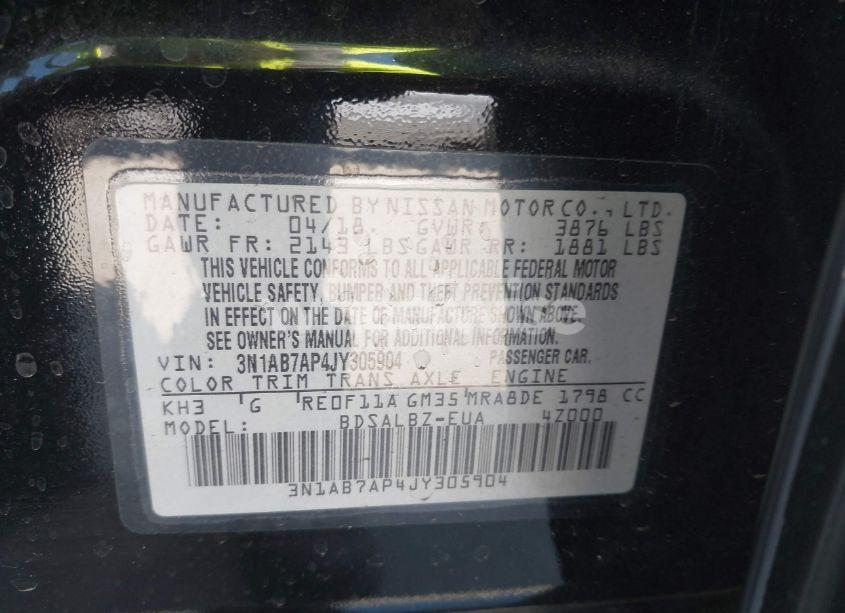 MANUFACTURED BY NISSAN MOTOR CO., LTD.
DATE: 04/18 GVWR: 3876 LBS
GAWR FR: 2143 LBS GAWR RR: 1881 LBS
THIS VEHICLE CONFORMS TO ALL APPLICABLE FEDERAL MOTOR
VEHICLE SAFETY, BUMPER AND THEFT PREVENTION STANDARDS
IN EFFECT ON THE DATE OF MANUFACTURE SHOWN ABOVE.
SEE OWNER'S MANUAL FOR ADDITIONAL INFORMATION.
VIN: 3N1AB7AP4JY305904 PASSENGER CAR.
COLOR TRIM TRANS AXLE ENGINE
KH3 G RE0F11A GM35 MRA8DE 1798 CC
MODEL: BDSALBZ-EUA 4Z000
3N1AB7AP4JY305904